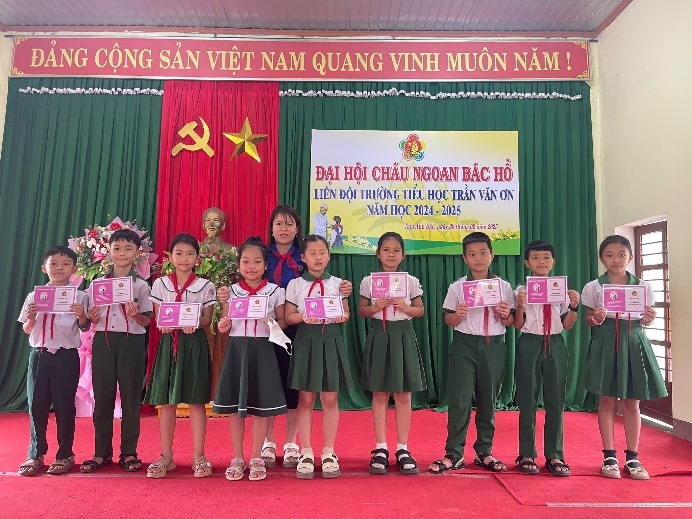 ĐẢNG CỘNG SẢN VIỆT NAM QUANG VINH MUÔN NĂM !
ĐẠI HỘI CHÁU NGOAN BÁC HỒ
LIÊN ĐỘI TRƯỜNG TIỂU HỌC TRẦN VĂN ƠN
NĂM HỌC 2024 - 2025